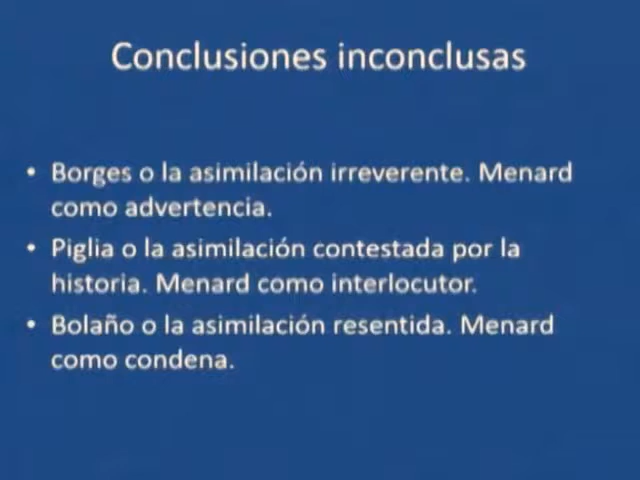 Conclusiones inconclusas
• Borges o la asimilación irreverente. Menard
como advertencia.
• Piglia o la asimilación contestada por la
historia. Menard como interlocutor.
• Bolaño o la asimilación resentida. Menard
como condena.